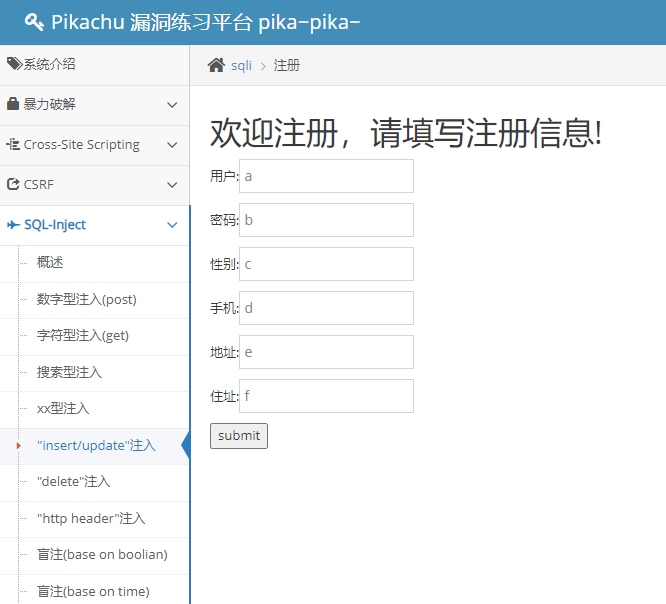 Pikachu 漏洞练习平台 pika~pika~
系统介绍
暴力破解
Cross-Site Scripting
CSRF
SQL-Inject
概述
数字型注入(post)
字符型注入(get)
搜索型注入
xx型注入
"insert/update"注入
"delete"注入
"http header"注入
盲注(base on boolian)
盲注(base on time)
sqli > 注册
欢迎注册，请填写注册信息!
用户: a
密码: b
性别: c
手机: d
地址: e
住址: f
submit